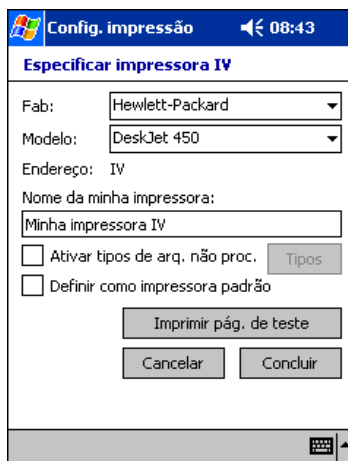 Config. impressão 08:43
Especificar impressora IV
Fab: Hewlett-Packard
Modelo: DeskJet 450
Endereço: IV
Nome da minha impressora:
Minha impressora IV
Ativar tipos de arq. não proc. Tipos
Definir como impressora padrão
Imprimir pág. de teste
Cancelar Concluir